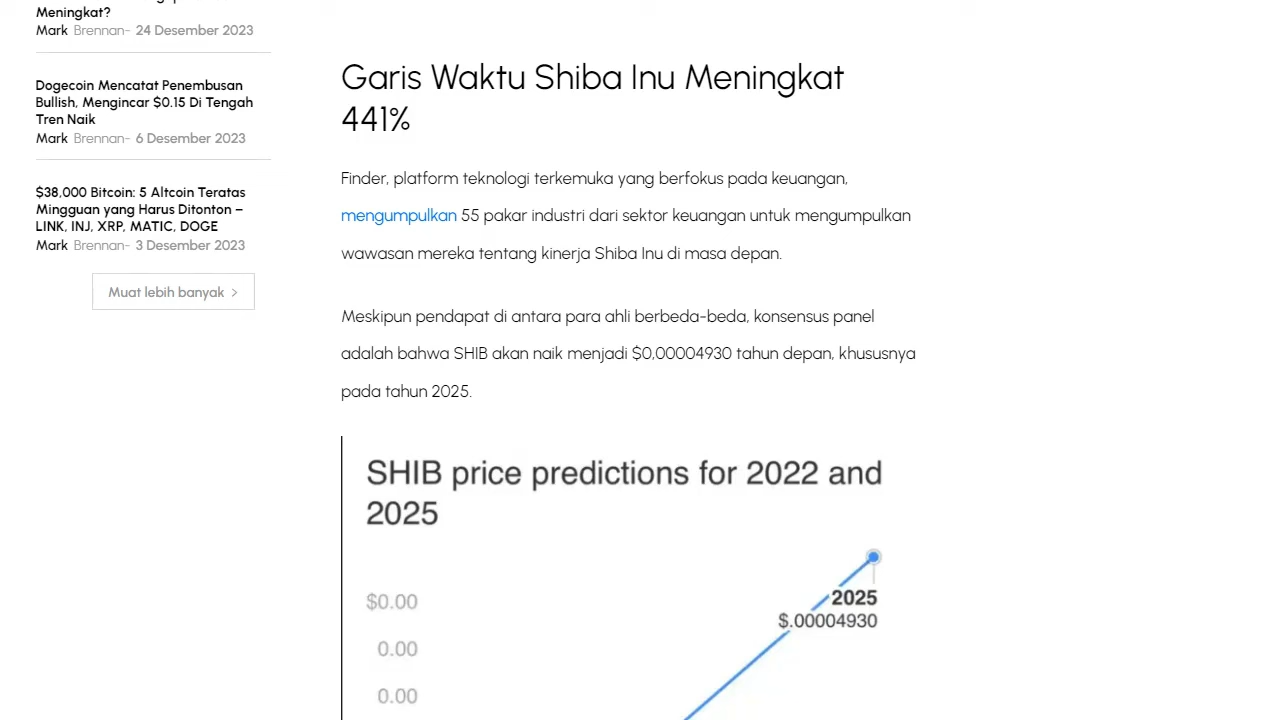 Meningkat?
Mark Brennan- 24 Desember 2023
Dogecoin Mencatat Penembusan
Bullish, Mengincar $0.15 Di Tengah
Tren Naik
Mark Brennan- 6 Desember 2023
$38,000 Bitcoin: 5 Altcoin Teratas
Mingguan yang Harus Ditonton –
LINK, INJ, XRP, MATIC, DOGE
Mark Brennan- 3 Desember 2023
Muat lebih banyak >
Garis Waktu Shiba Inu Meningkat
441%
Finder, platform teknologi terkemuka yang berfokus pada keuangan,
mengumpulkan 55 pakar industri dari sektor keuangan untuk mengumpulkan
wawasan mereka tentang kinerja Shiba Inu di masa depan.
Meskipun pendapat di antara para ahli berbeda-beda, konsensus panel
adalah bahwa SHIB akan naik menjadi $0,00004930 tahun depan, khususnya
pada tahun 2025.
SHIB price predictions for 2022 and
2025
2025
$.00004930
$0.00
0.00
0.00